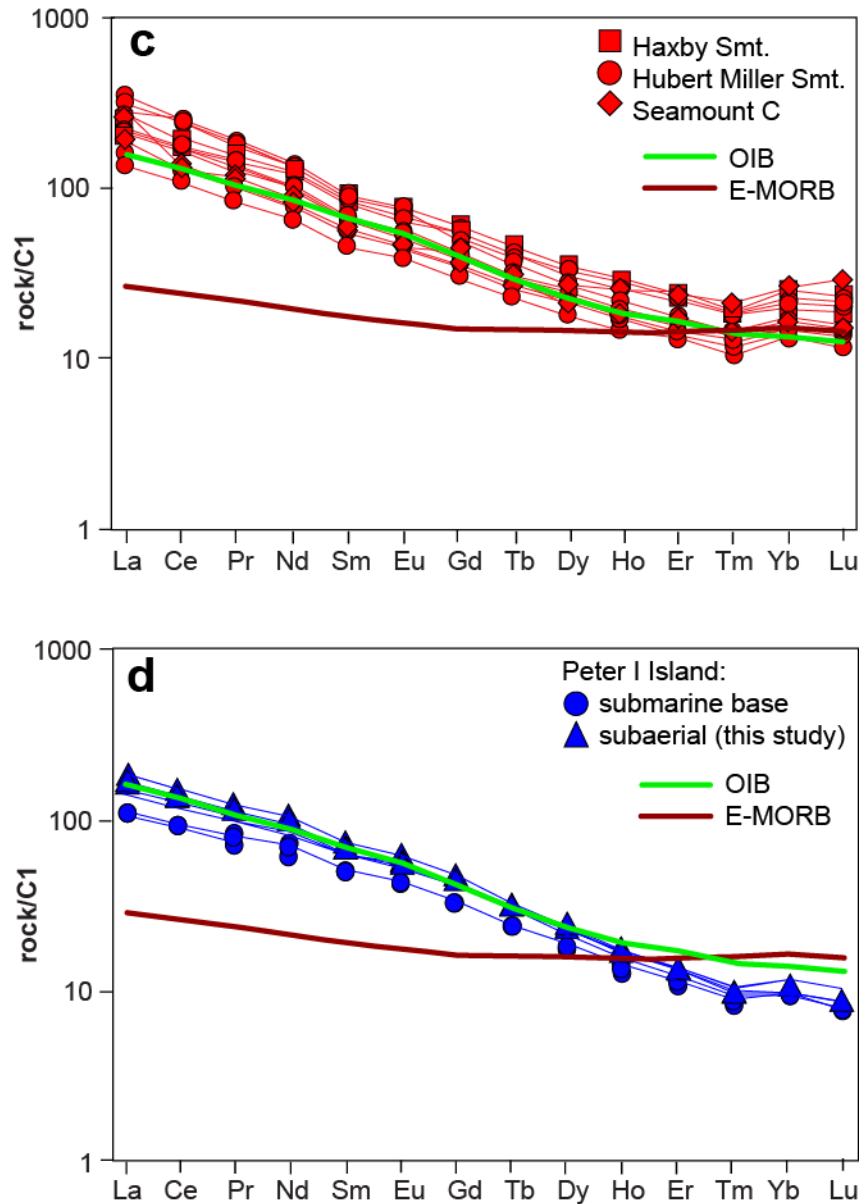 c
1000
100
10
1
rock/C1
Haxby Smt.
Hubert Miller Smt.
Seamount C
OIB
E-MORB
La Ce Pr Nd Sm Eu Gd Tb Dy Ho Er Tm Yb Lu
d
1000
100
10
1
rock/C1
Peter I Island:
submarine base
subaerial (this study)
OIB
E-MORB
La Ce Pr Nd Sm Eu Gd Tb Dy Ho Er Tm Yb Lu